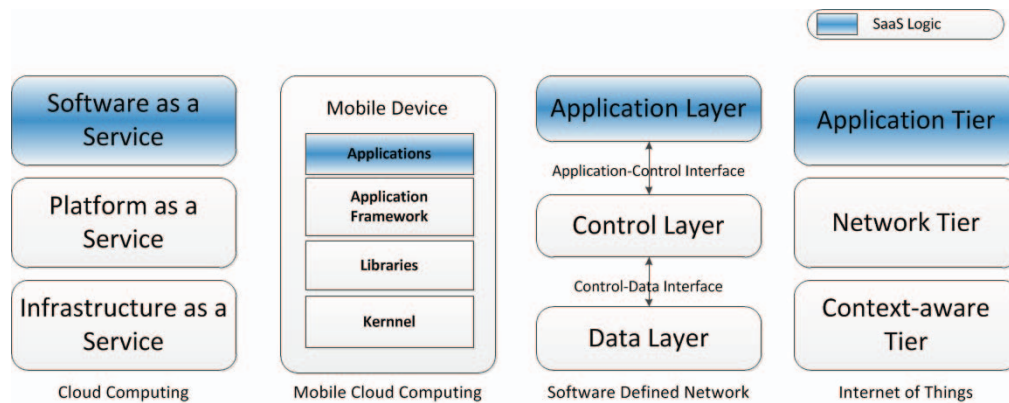 SaaS Logic
Software as a
Service
Platform as a
Service
Infrastructure as a
Service
Cloud Computing
Mobile Device
Applications
Application
Framework
Libraries
Kernnel
Mobile Cloud Computing
Application Layer
Application-Control Interface
Control Layer
Control-Data Interface
Data Layer
Software Defined Network
Application Tier
Network Tier
Context-aware
Tier
Internet of Things